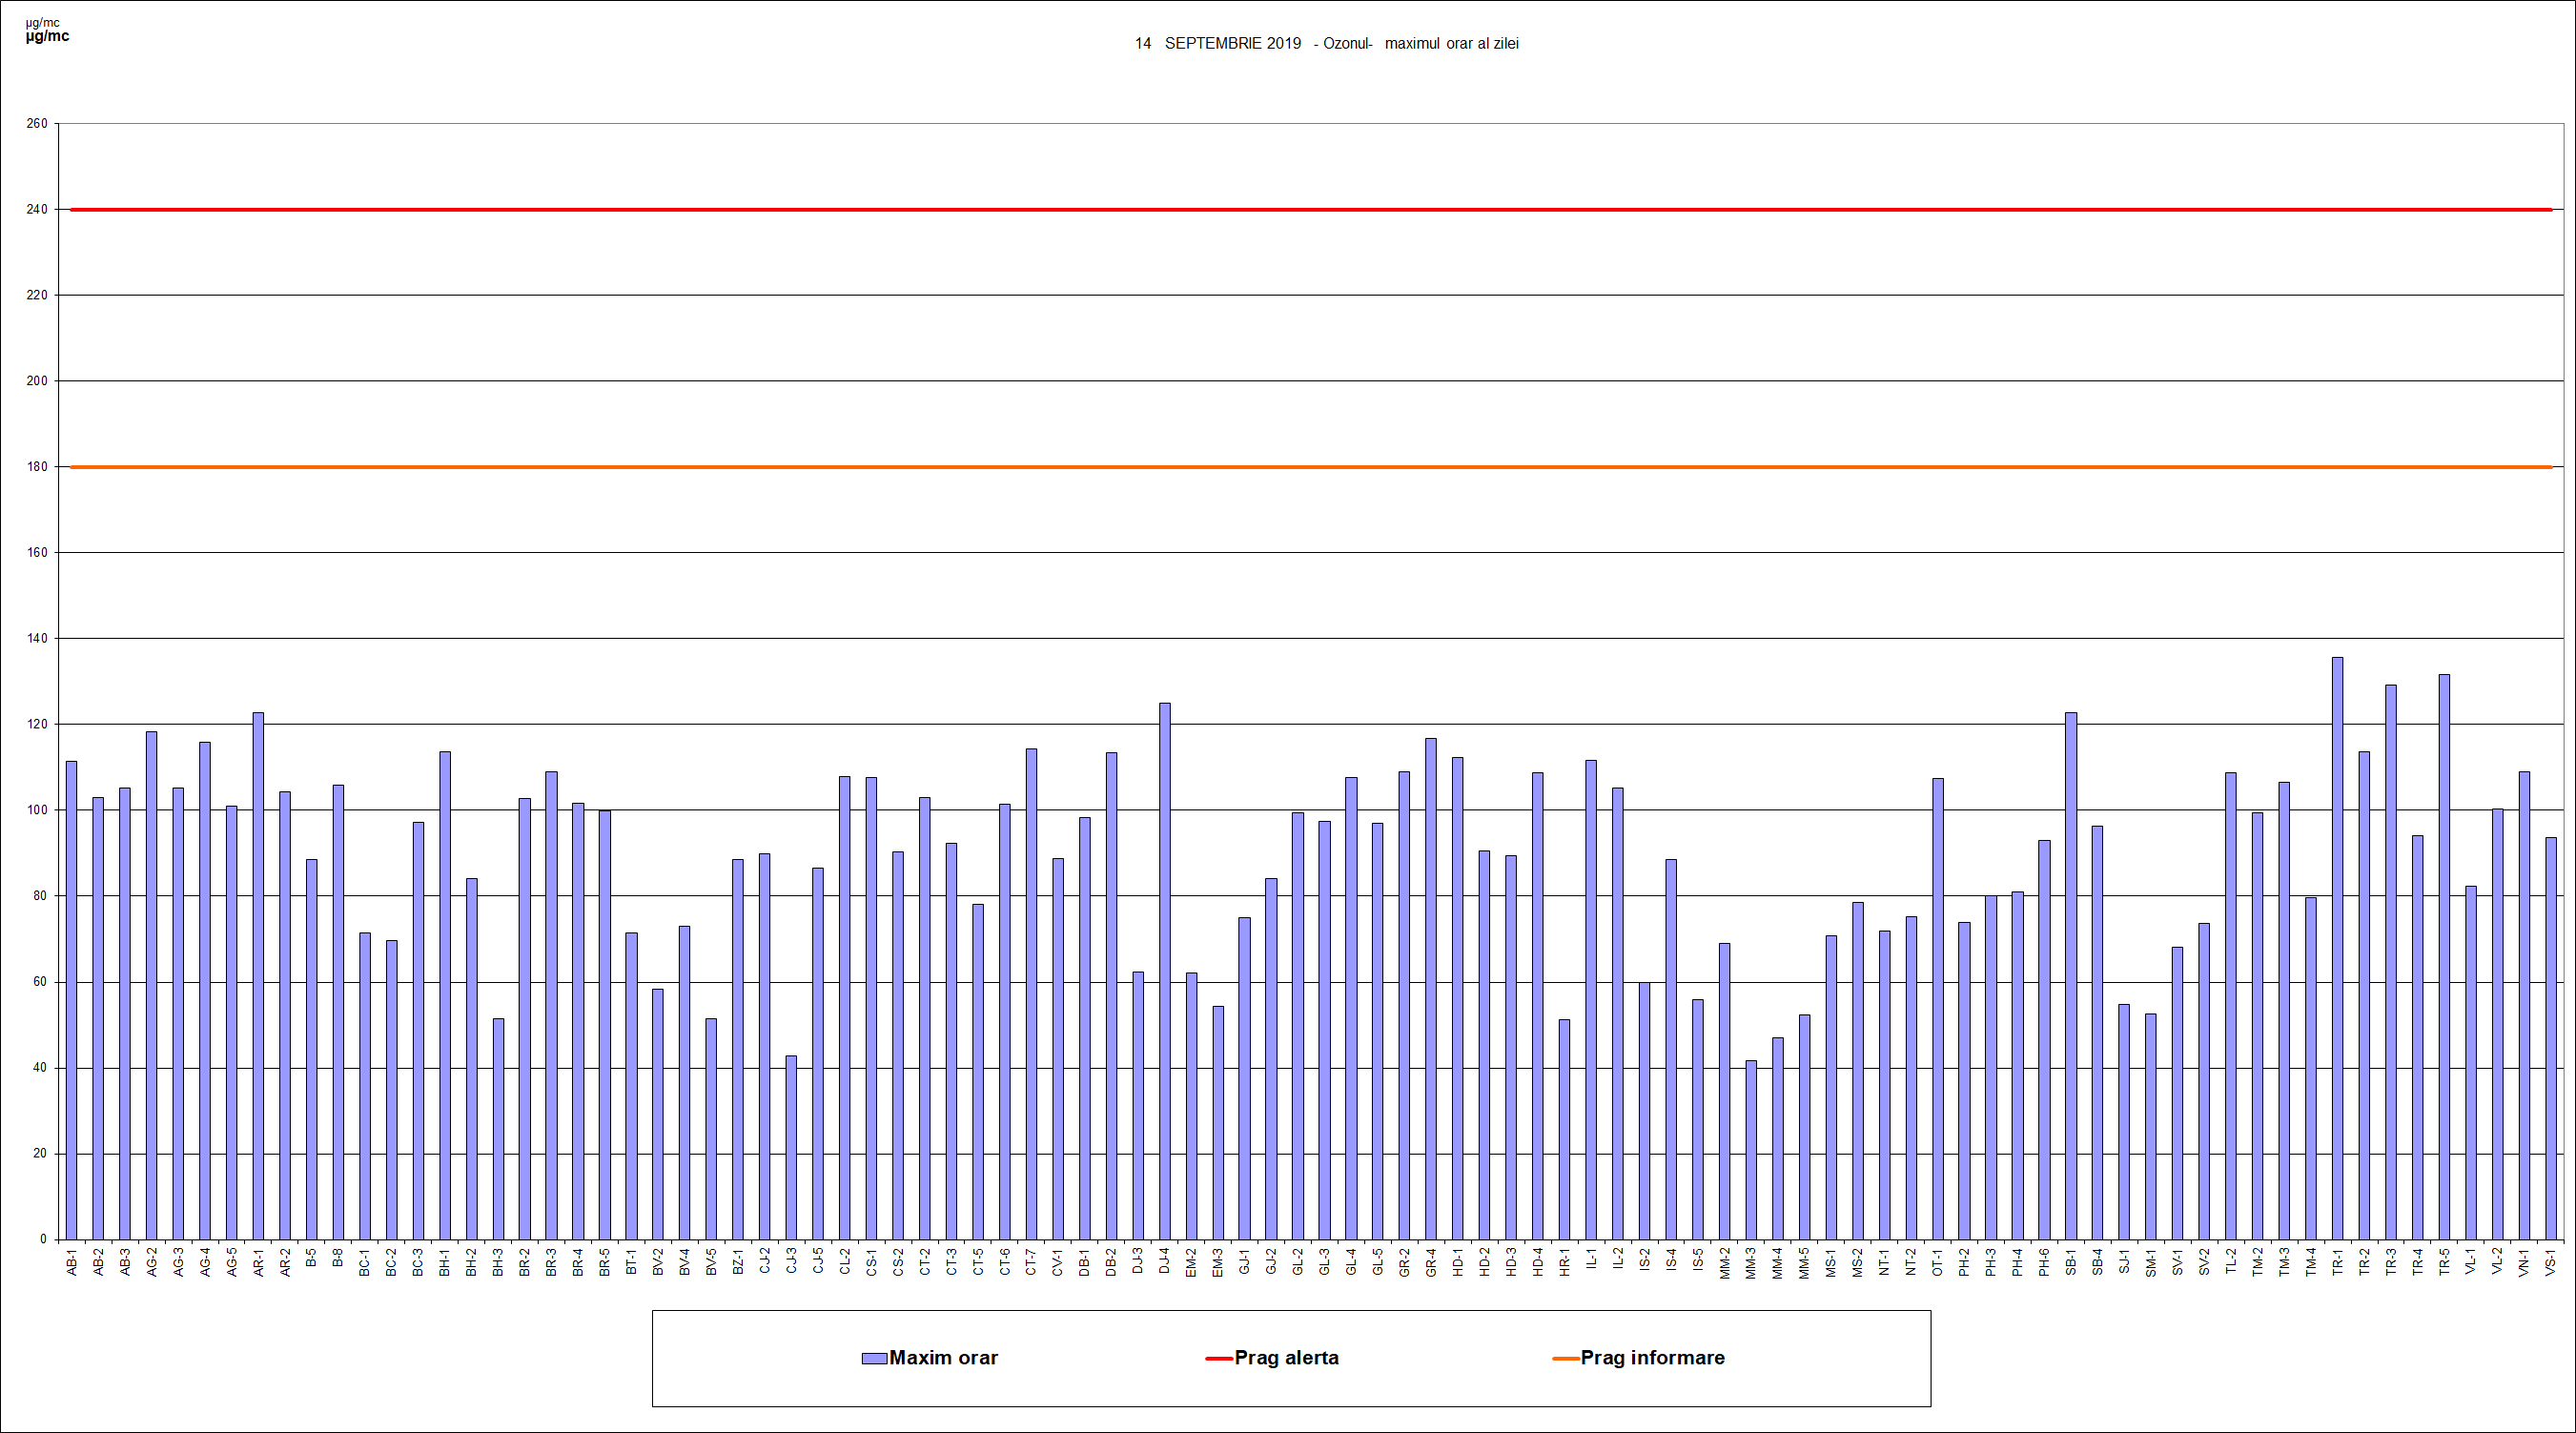 µg/mc
µg/mc
14 SEPTEMBRIE 2019 - Ozonul- maximul orar al zilei
260
240
220
200
180
160
140
120
100
80
60
40
20
0
AB-1 AB-2 AB-3 AG-2 AG-3 AG-4 AG-5 AR-1 AR-2 B-5 B-8 BC-1 BC-2 BC-3 BH-1 BH-2 BH-3 BR-2 BR-3 BR-4 BR-5 BT-1 BV-2 BV-4 BV-5 BZ-1 CJ-2 CJ-3 CJ-5 CL-2 CS-1 CS-2 CT-2 CT-3 CT-5 CT-6 CT-7 CV-1 DB-1 DB-2 DJ-3 DJ-4 EM-2 EM-3 GJ-1 GJ-2 GL-2 GL-3 GL-4 GL-5 GR-2 GR-4 HD-1 HD-2 HD-3 HD-4 HR-1 IL-1 IL-2 IS-2 IS-4 IS-5 MM-2 MM-3 MM-4 MM-5 MS-1 MS-2 NT-1 NT-2 OT-1 PH-2 PH-3 PH-4 PH-6 SB-1 SB-4 SJ-1 SM-1 SV-1 SV-2 TL-2 TM-2 TM-3 TM-4 TR-1 TR-2 TR-3 TR-4 TR-5 VL-1 VL-2 VN-1 VS-1
Maxim orar Prag alerta Prag informare